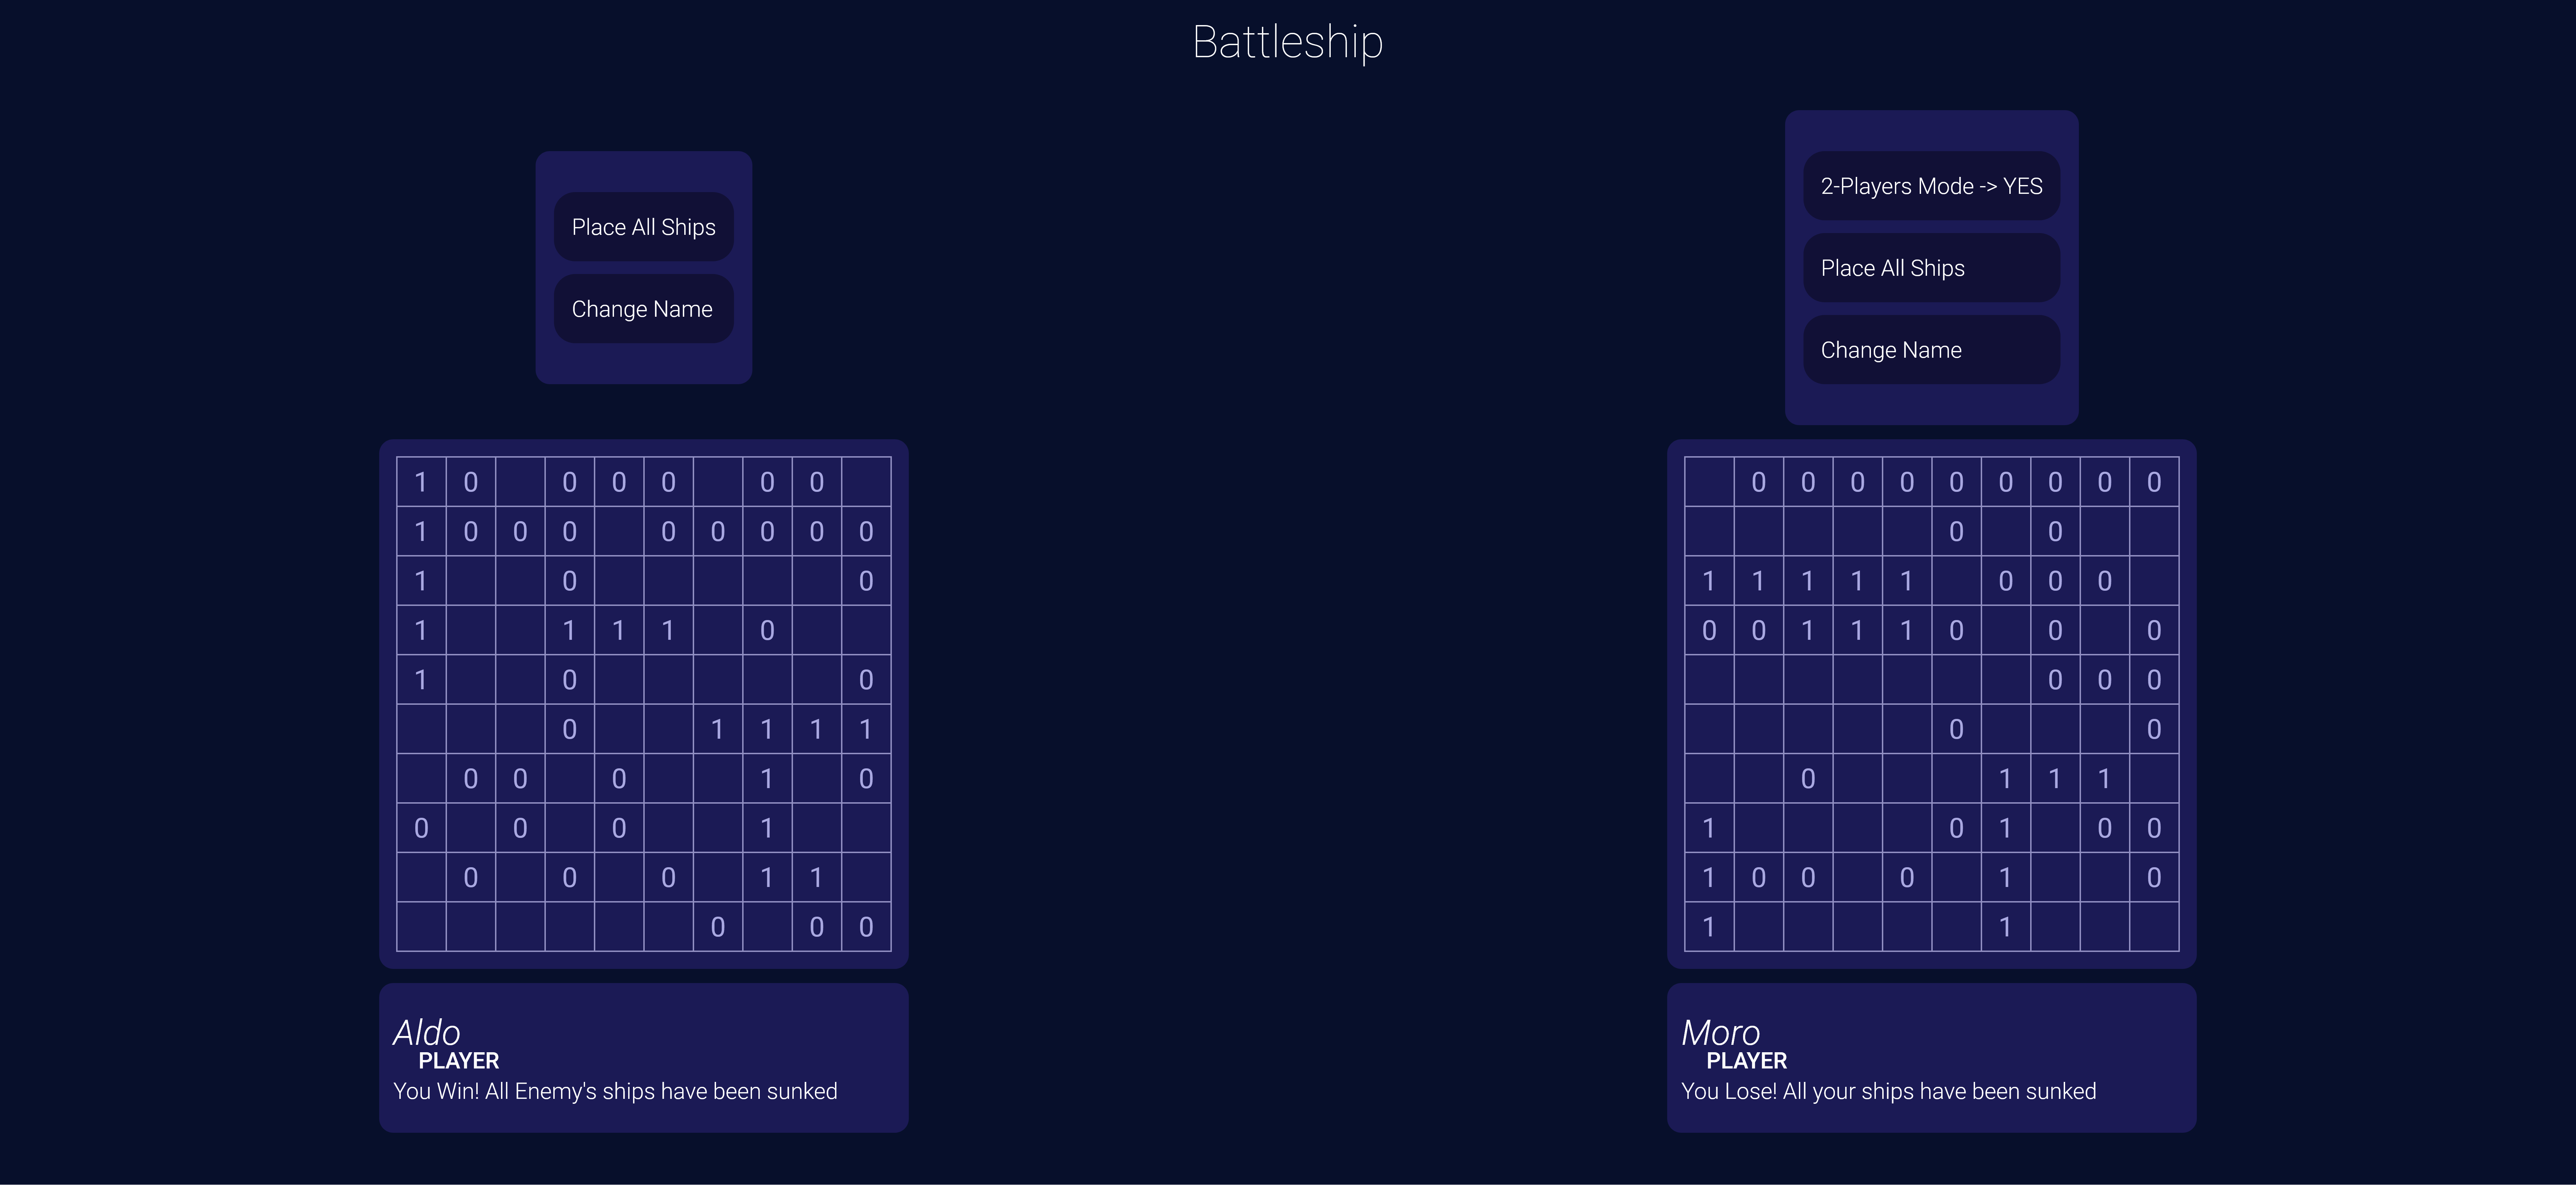 Battleship
Place All Ships
Change Name
1 0 0 0 0 0 0
1 0 0 0 0 0 0 0 0
1 0 0
1 1 1 1 0
1 0 0
0 1 1 1 1
0 0 0 1 0
0 0 0 1
0 0 0 1 1
0 0 0
Aldo
PLAYER
You Win! All Enemy's ships have been sunked
2-Players Mode -> YES
Place All Ships
Change Name
0 0 0 0 0 0 0 0 0
0 0
1 1 1 1 1 0 0 0
0 0 1 1 1 0 0 0
0 0 0
0 0
0 1 1 1
1 0 1 0 0
1 0 0 0 1 0
1 1
Moro
PLAYER
You Lose! All your ships have been sunked